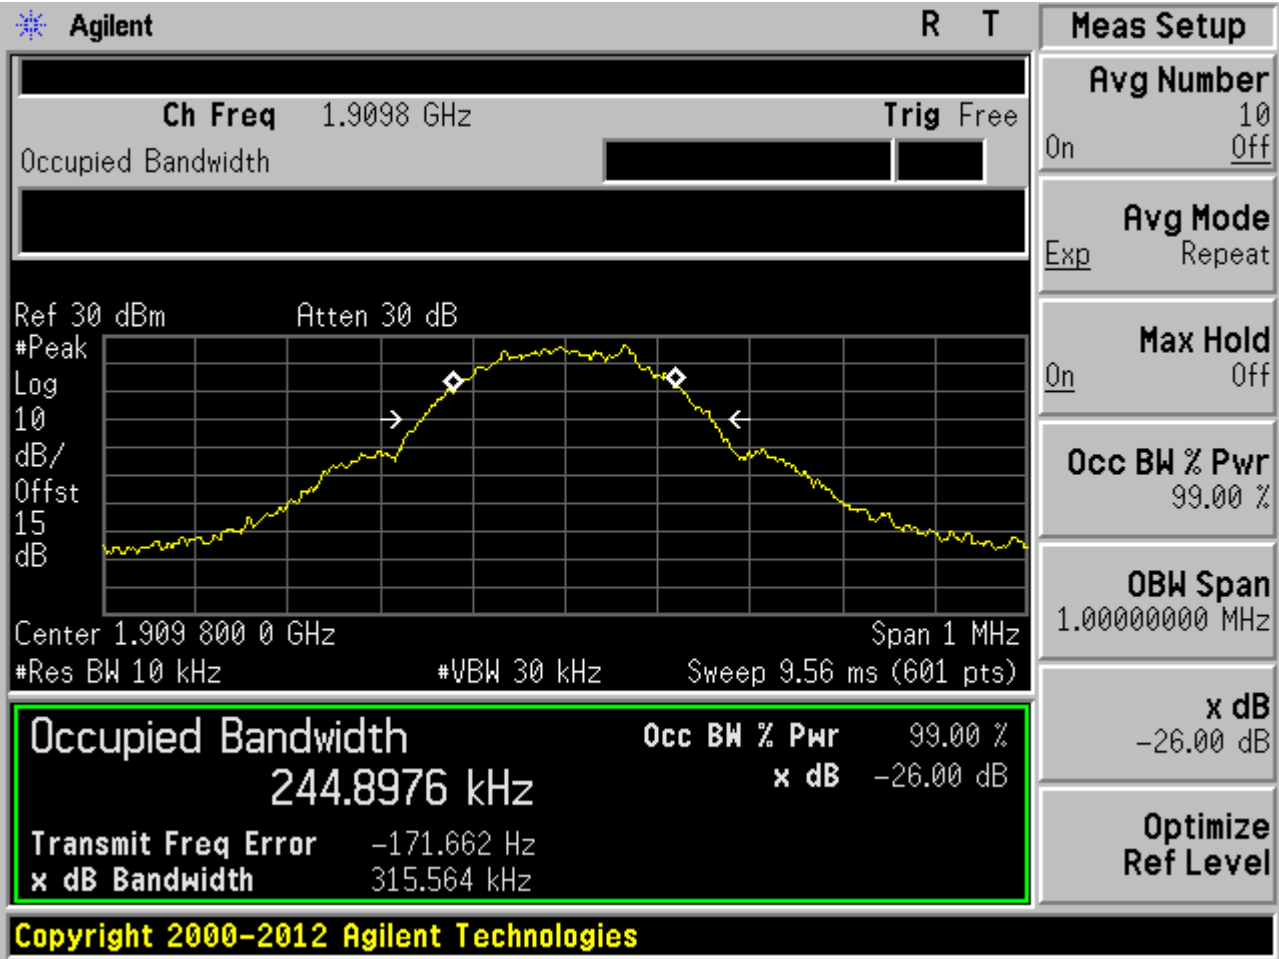 Agilent R T
Meas Setup
Ch Freq 1.9098 GHz Trig Free
Occupied Bandwidth
Ref 30 dBm Atten 30 dB
#Peak
Log
10
dB/
Offst
15
dB
Center 1.909 800 0 GHz Span 1 MHz
#Res BW 10 kHz #VBW 30 kHz Sweep 9.56 ms (601 pts)
Occupied Bandwidth
244.8976 kHz
Occ BW % Pwr 99.00 %
x dB -26.00 dB
Transmit Freq Error -171.662 Hz
x dB Bandwidth 315.564 kHz
Copyright 2000-2012 Agilent Technologies
Avg Number
10
On Off
Avg Mode
Exp Repeat
Max Hold
On Off
Occ BW % Pwr
99.00 %
OBW Span
1.00000000 MHz
x dB
-26.00 dB
Optimize
Ref Level